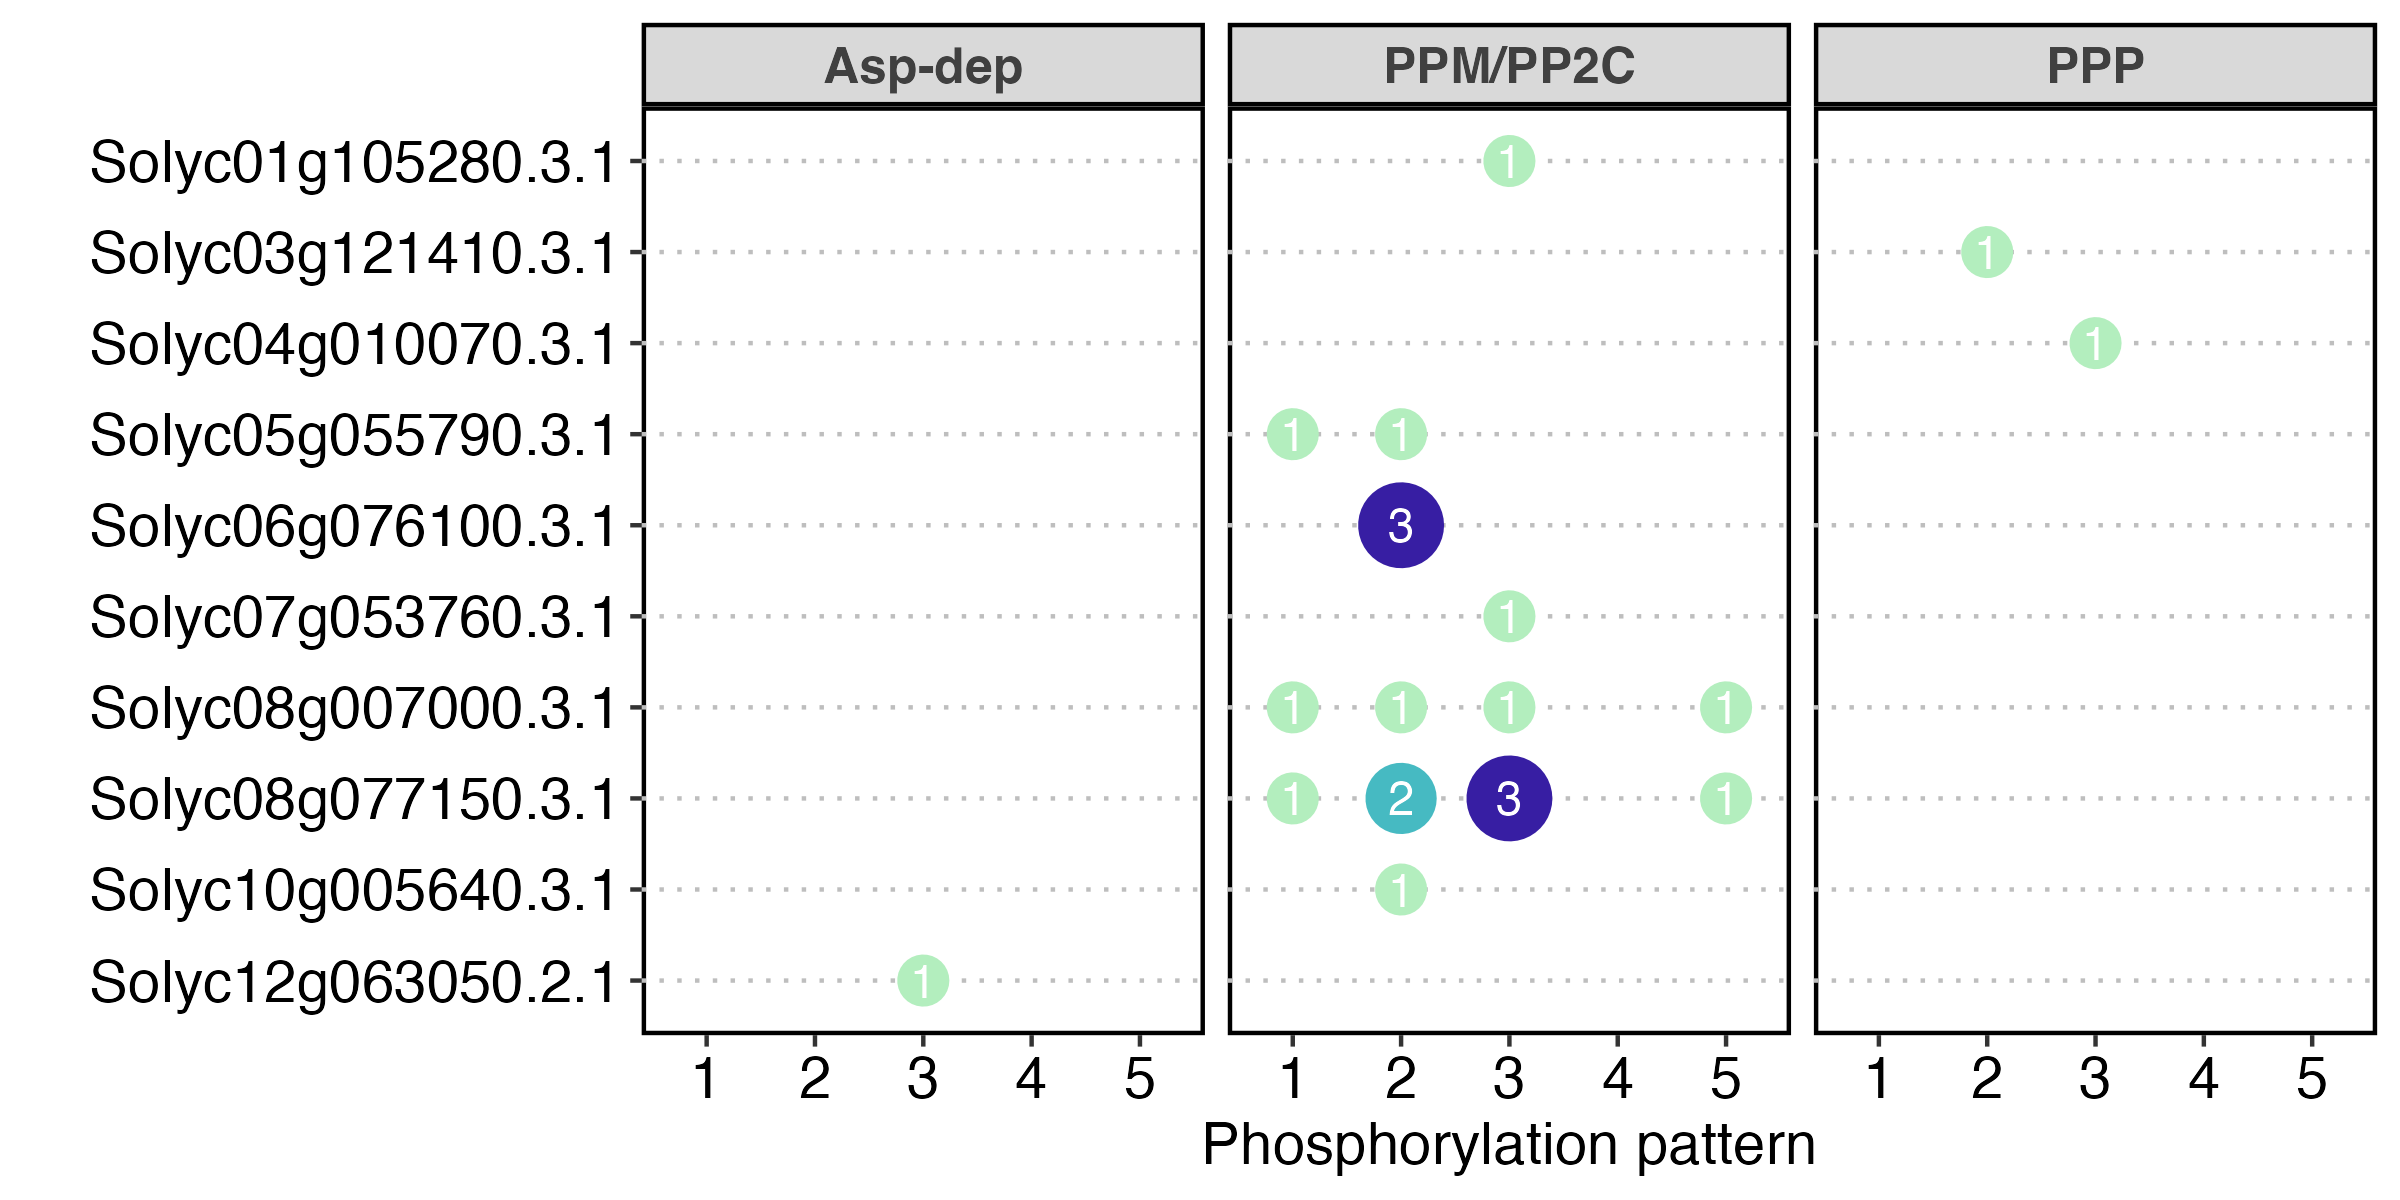 Asp-dep PPM/PP2C PPP
Solyc01g105280.3.1 1
Solyc03g121410.3.1 1
Solyc04g010070.3.1 1
Solyc05g055790.3.1 1 1
Solyc06g076100.3.1 3
Solyc07g053760.3.1 1
Solyc08g007000.3.1 1 1 1 1
Solyc08g077150.3.1 1 2 3 1
Solyc10g005640.3.1 1
Solyc12g063050.2.1 1
1 2 3 4 5 1 2 3 4 5 1 2 3 4 5
Phosphorylation pattern